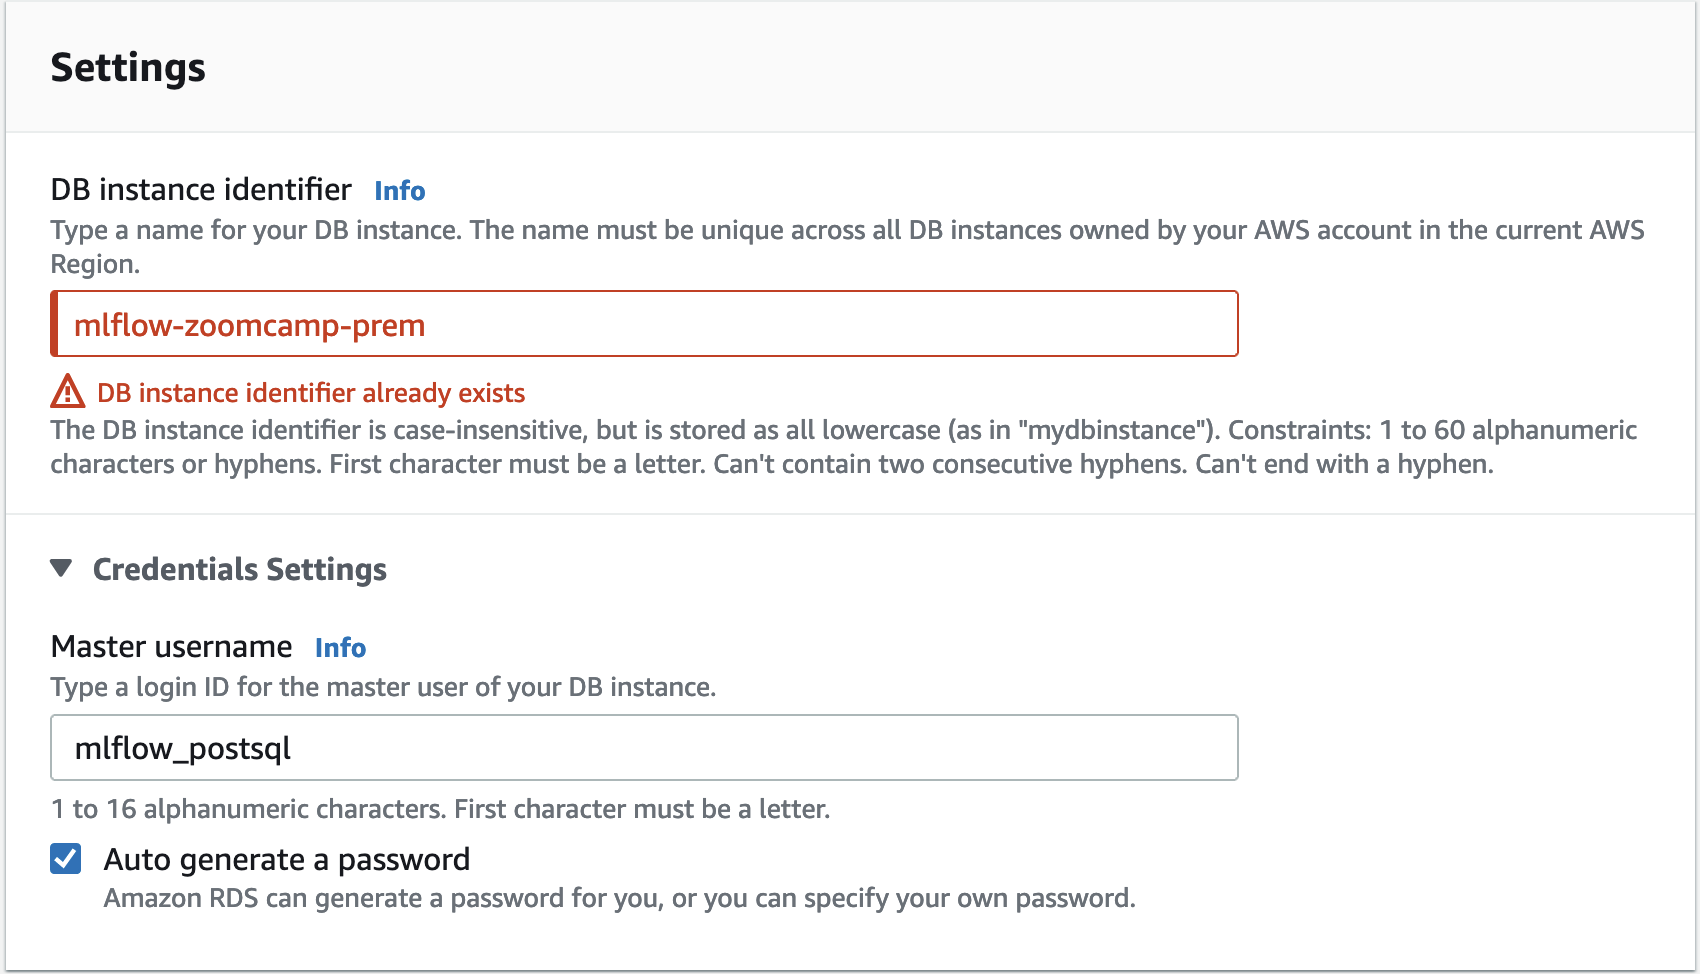 Settings
DB instance identifier Info
Type a name for your DB instance. The name must be unique across all DB instances owned by your AWS account in the current AWS
Region.
mlflow-zoomcamp-prem
DB instance identifier already exists
The DB instance identifier is case-insensitive, but is stored as all lowercase (as in "mydbinstance"). Constraints: 1 to 60 alphanumeric
characters or hyphens. First character must be a letter. Can't contain two consecutive hyphens. Can't end with a hyphen.
Credentials Settings
Master username Info
Type a login ID for the master user of your DB instance.
mlflow_postsql
1 to 16 alphanumeric characters. First character must be a letter.
Auto generate a password
Amazon RDS can generate a password for you, or you can specify your own password.